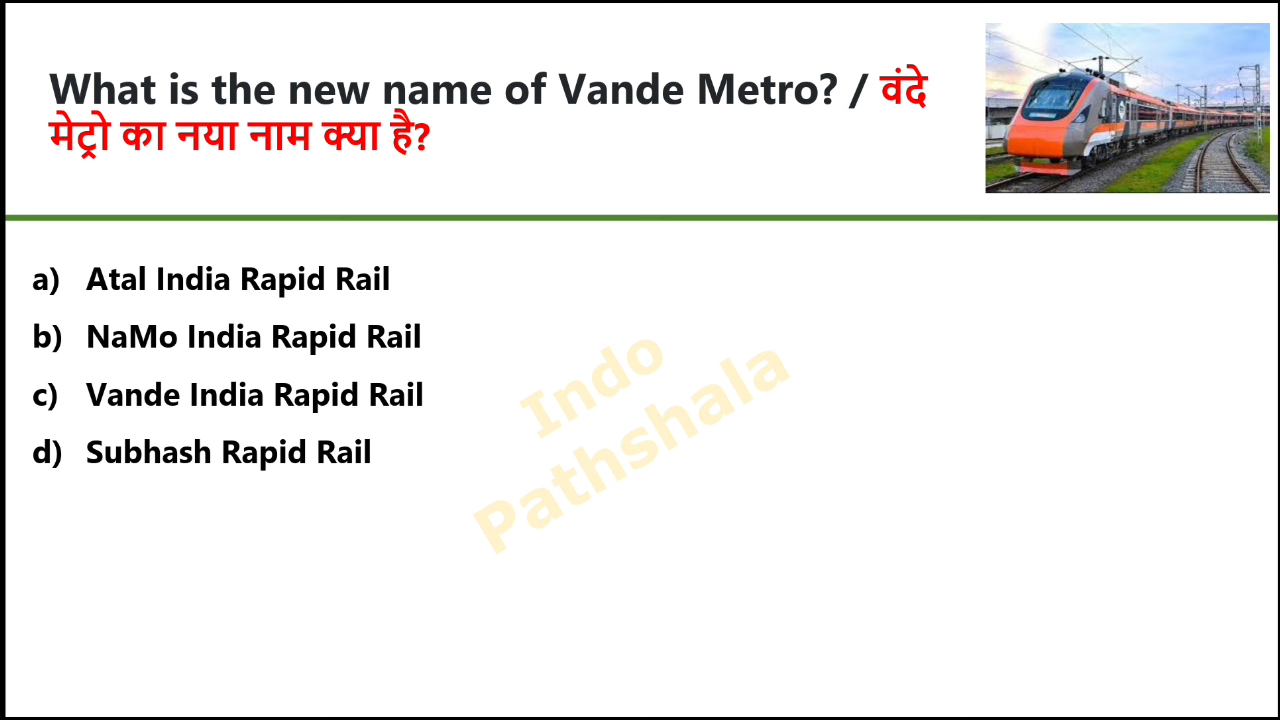 What is the new name of Vande Metro? / वंदे
मेट्रो का नया नाम क्या है?
a) Atal India Rapid Rail
b) NaMo India Rapid Rail
c) Vande India Rapid Rail
d) Subhash Rapid Rail
Indo
Pathshala